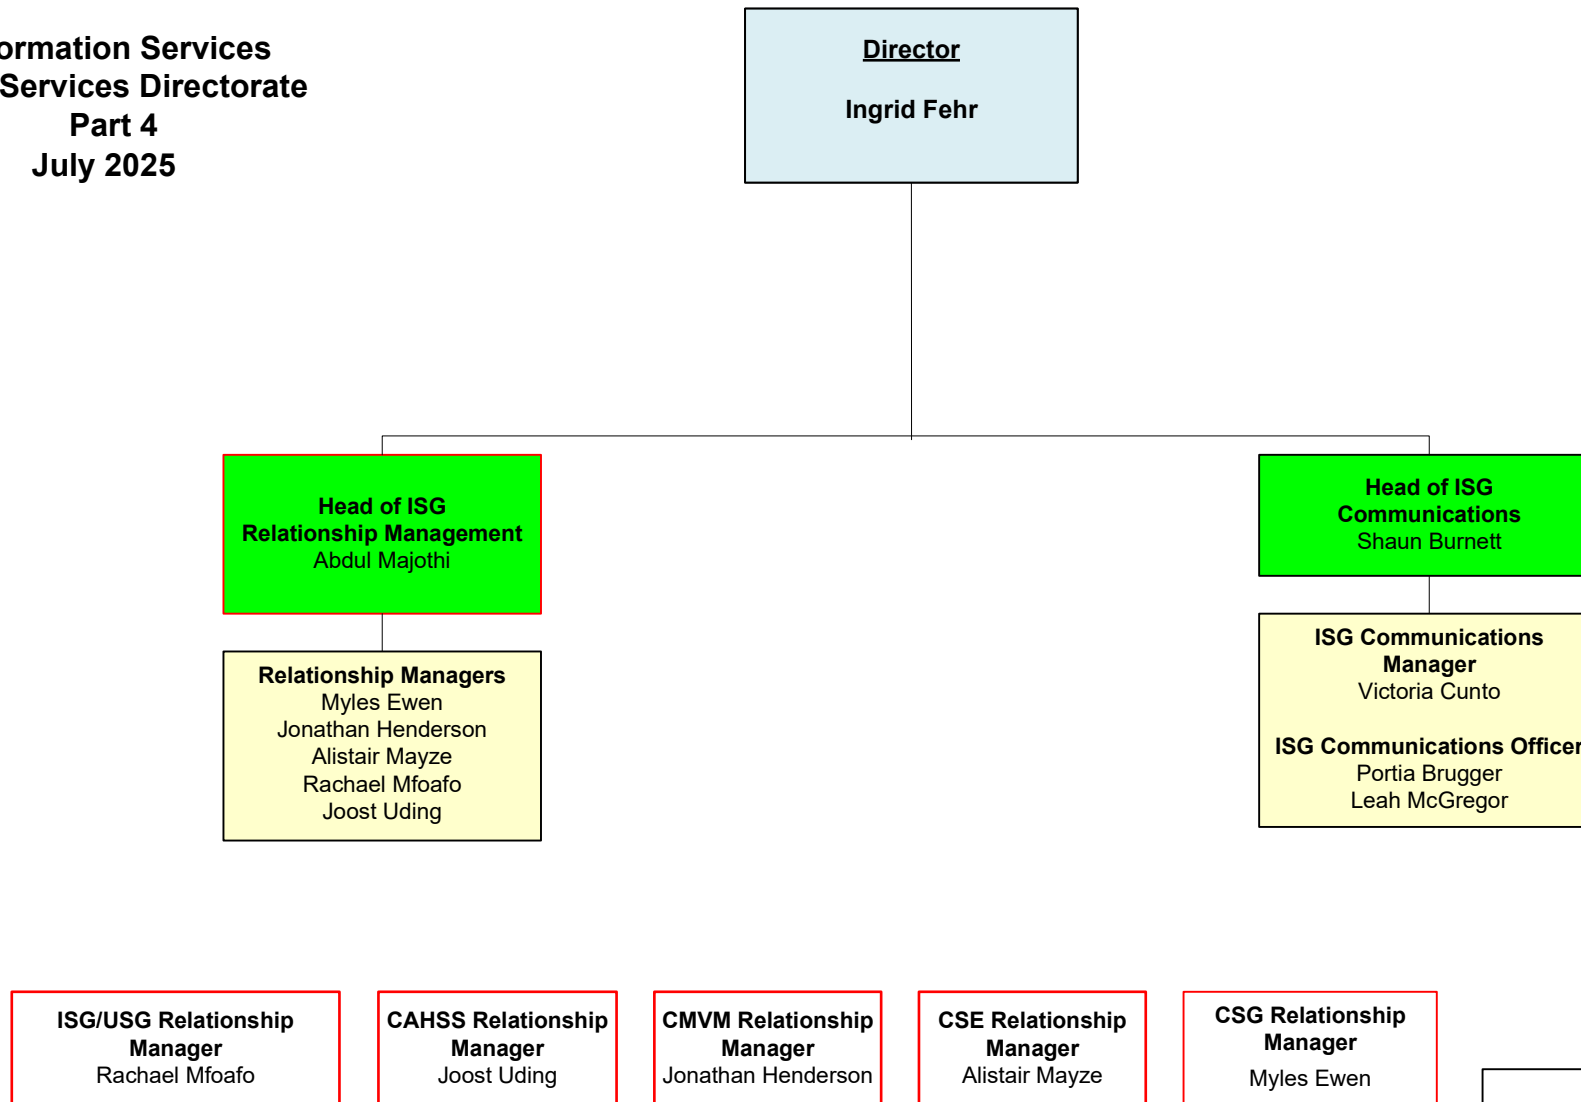 ormation Services
Services Directorate
Part 4
July 2025
Director
Ingrid Fehr
Head of ISG
Relationship Management
Abdul Majothi
Head of ISG
Communications
Shaun Burnett
Relationship Managers
Myles Ewen
Jonathan Henderson
Alistair Mayze
Rachael Mfoafo
Joost Uding
ISG Communications
Manager
Victoria Cunto
ISG Communications Officer
Portia Brugger
Leah McGregor
ISG/USG Relationship
Manager
Rachael Mfoafo
CAHSS Relationship
Manager
Joost Uding
CMVM Relationship
Manager
Jonathan Henderson
CSE Relationship
Manager
Alistair Mayze
CSG Relationship
Manager
Myles Ewen